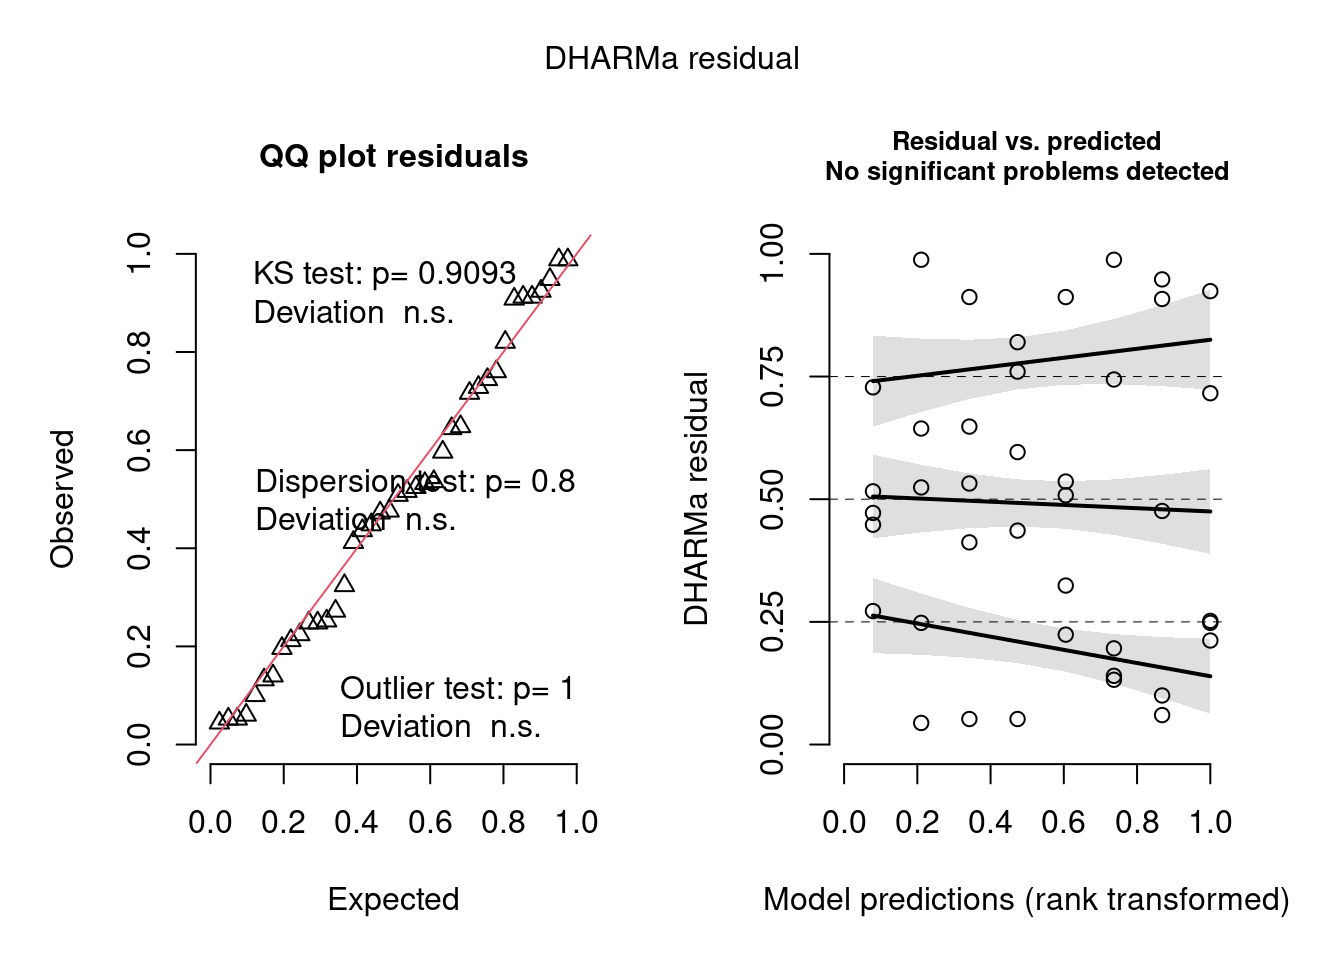 DHARMa residual
QQ plot residuals
KS test: p= 0.9093
Deviation  n.s.
Dispersion test: p= 0.8
Deviation  n.s.
Outlier test: p= 1
Deviation  n.s.
Observed
0.0 0.2 0.4 0.6 0.8 1.0
0.0 0.2 0.4 0.6 0.8 1.0
Expected
Residual vs. predicted
No significant problems detected
DHARMa residual
0.00 0.25 0.50 0.75 1.00
0.0 0.2 0.4 0.6 0.8 1.0
Model predictions (rank transformed)